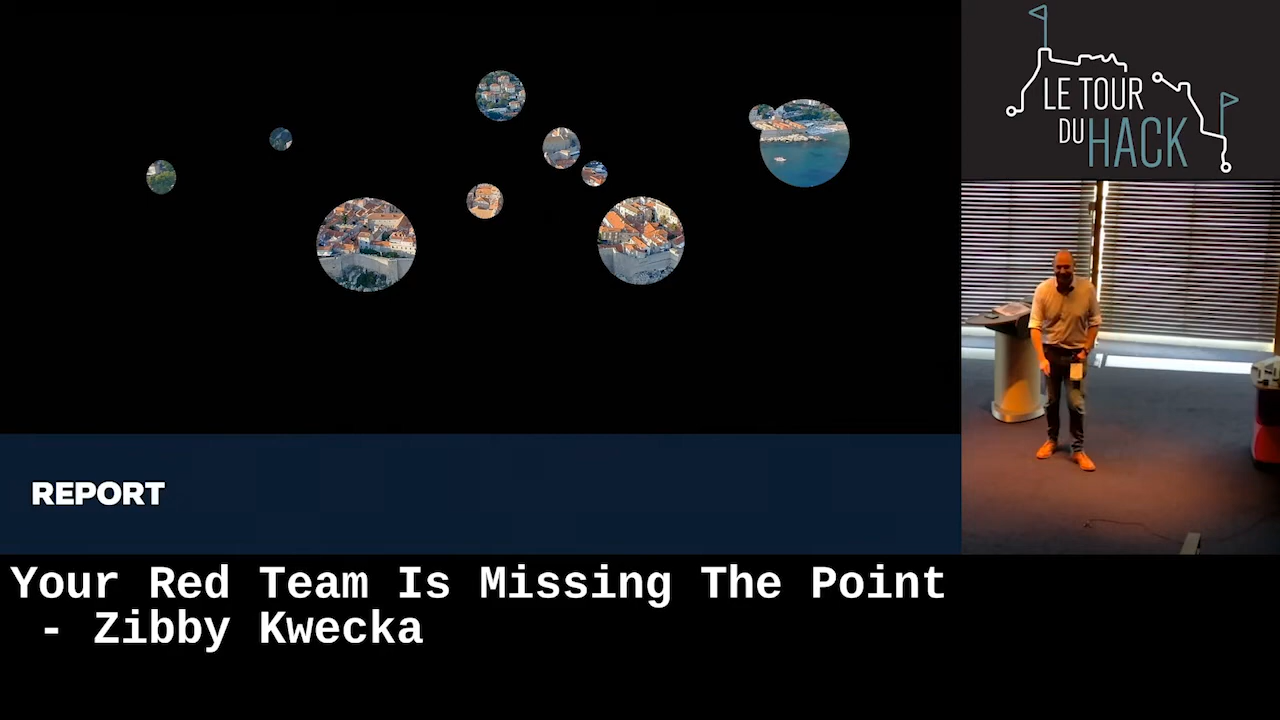 LE TOUR
DU HACK
REPORT
Your Red Team Is Missing The Point
- Zibby Kwecka